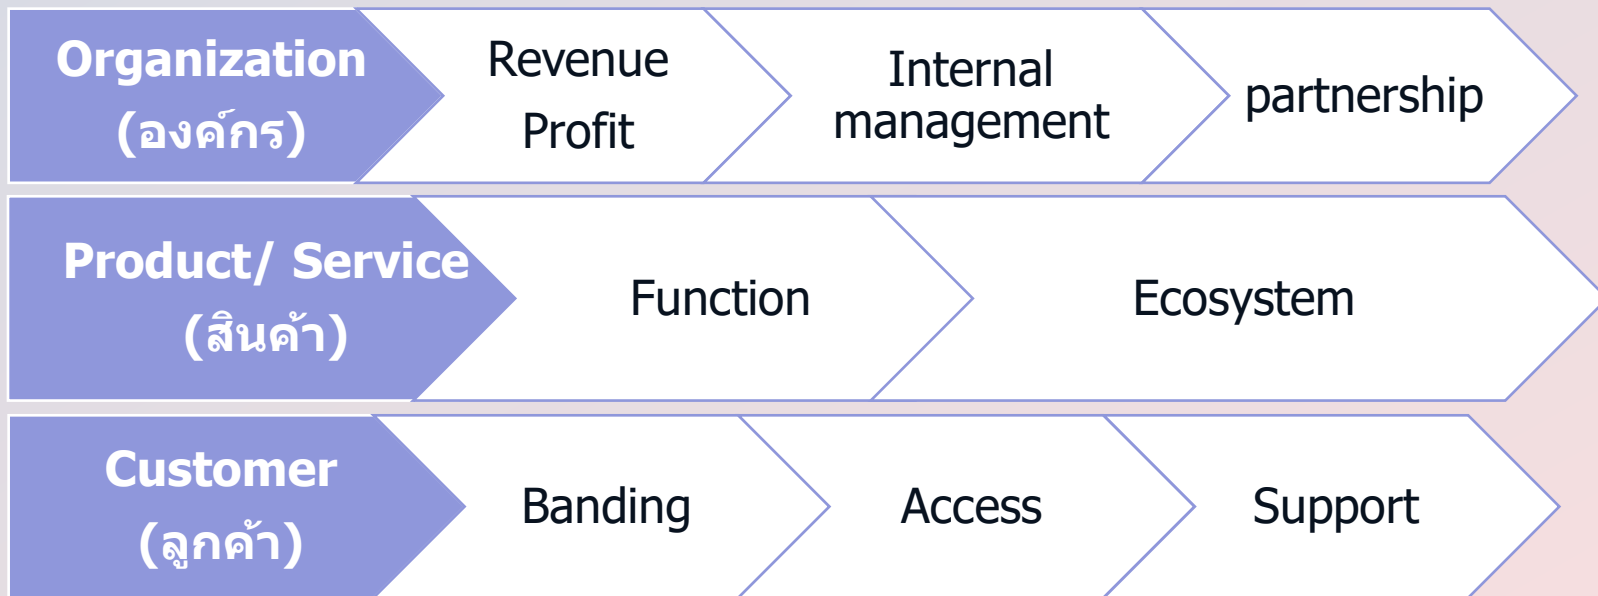 Organization
(องค์กร)
Revenue
Profit
Internal
management
partnership
Product/ Service
(สินค้า)
Function
Ecosystem
Customer
(ลูกค้า)
Banding
Access
Support